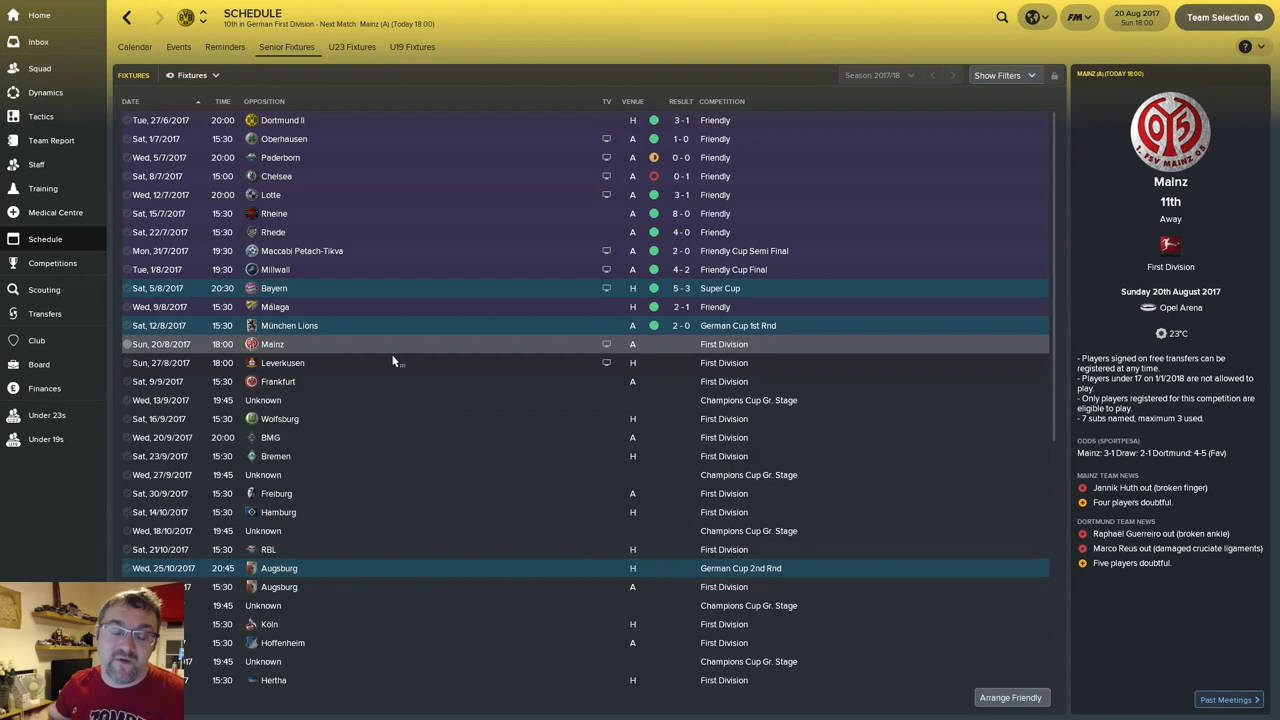 SCHEDULE
10th in German First Division - Next Match: Mainz (A) (Today 18:00)
FM
20 Aug 2017
Sun 18:00
Team Selection
Home
Inbox
Squad
Dynamics
Tactics
Team Report
Staff
Training
Medical Centre
Schedule
Competitions
Scouting
Transfers
Club
Board
Finances
Under 23s
Under 19s
Calendar Events Reminders Senior Fixtures U23 Fixtures U19 Fixtures
FIXTURES Fixtures Season 2017/18 Show Filters
DATE TIME OPPOSITION TV VENUE RESULT COMPETITION
Tue, 27/6/2017 20:00 Dortmund II H 3 - 1 Friendly
Sat, 1/7/2017 15:30 Oberhausen A 1 - 0 Friendly
Wed, 5/7/2017 20:00 Paderborn A 0 - 0 Friendly
Sat, 8/7/2017 15:00 Chelsea A 0 - 1 Friendly
Wed, 12/7/2017 20:00 Lotte A 3 - 1 Friendly
Sat, 15/7/2017 15:30 Rheine A 8 - 0 Friendly
Sat, 22/7/2017 15:30 Rhede A 4 - 0 Friendly
Mon, 31/7/2017 19:30 Maccabi Petach-Tikva A 2 - 0 Friendly Cup Semi Final
Tue, 1/8/2017 19:30 Millwall A 4 - 2 Friendly Cup Final
Sat, 5/8/2017 20:30 Bayern H 5 - 3 Super Cup
Wed, 9/8/2017 15:30 Málaga H 2 - 1 Friendly
Sat, 12/8/2017 15:30 München Lions A 2 - 0 German Cup 1st Rnd
Sun, 20/8/2017 18:00 Mainz A First Division
Sun, 27/8/2017 18:00 Leverkusen H First Division
Sat, 9/9/2017 15:30 Frankfurt A First Division
Wed, 13/9/2017 19:45 Unknown Champions Cup Gr. Stage
Sat, 16/9/2017 15:30 Wolfsburg H First Division
Wed, 20/9/2017 20:00 BMG A First Division
Sat, 23/9/2017 15:30 Bremen H First Division
Wed, 27/9/2017 19:45 Unknown Champions Cup Gr. Stage
Sat, 30/9/2017 15:30 Freiburg A First Division
Sat, 14/10/2017 15:30 Hamburg H First Division
Wed, 18/10/2017 19:45 Unknown Champions Cup Gr. Stage
Sat, 21/10/2017 15:30 RBL H First Division
Wed, 25/10/2017 20:45 Augsburg H German Cup 2nd Rnd
15:30 Augsburg A First Division
19:45 Unknown Champions Cup Gr. Stage
15:30 Köln H First Division
15:30 Hoffenheim A First Division
19:45 Unknown Champions Cup Gr. Stage
15:30 Hertha H First Division
Arrange Friendly
MAINZ (A) (TODAY 18:00)
1. FSV MAINZ 05
Mainz
11th
Away
First Division
Sunday 20th August 2017
Opel Arena
23°C
- Players signed on free transfers can be
registered at any time.
- Players under 17 on 1/1/2018 are not allowed to
play.
- Only players registered for this competition are
eligible to play.
- 7 subs named, maximum 3 used.
ODDS (SPORTPESA)
Mainz: 3-1 Draw: 2-1 Dortmund: 4-5 (Fav)
MAINZ TEAM NEWS
Jannik Huth out (broken finger)
Four players doubtful.
DORTMUND TEAM NEWS
Raphaël Guerreiro out (broken ankle)
Marco Reus out (damaged cruciate ligaments)
Five players doubtful.
Past Meetings